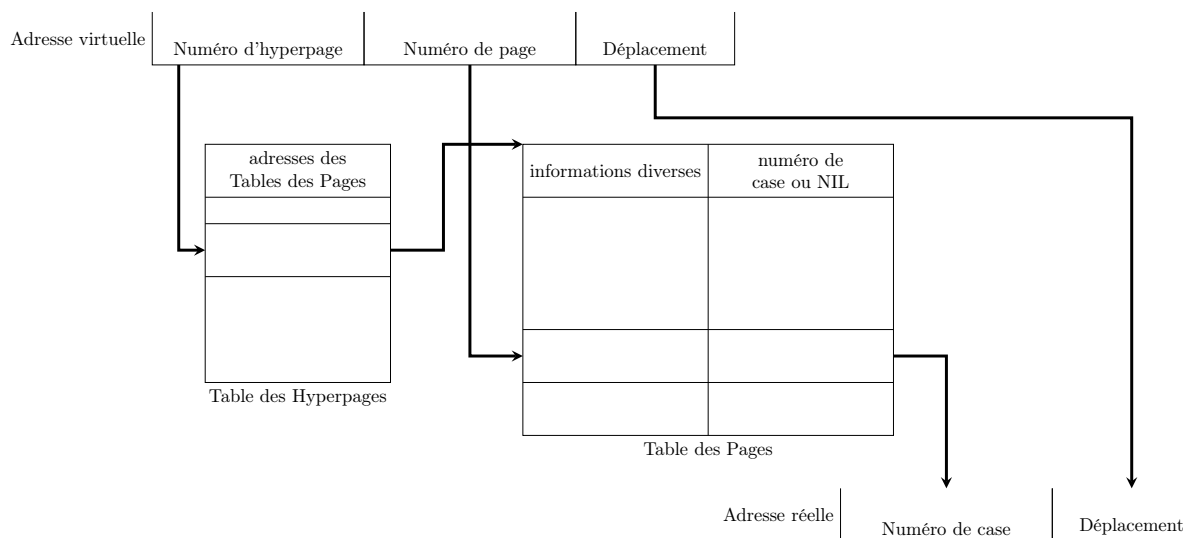 Adresse virtuelle
Numéro d'hyperpage
Numéro de page
Déplacement
adresses des
Tables des Pages
informations diverses
numéro de
case ou NIL
Table des Hyperpages
Table des Pages
Adresse réelle
Numéro de case
Déplacement